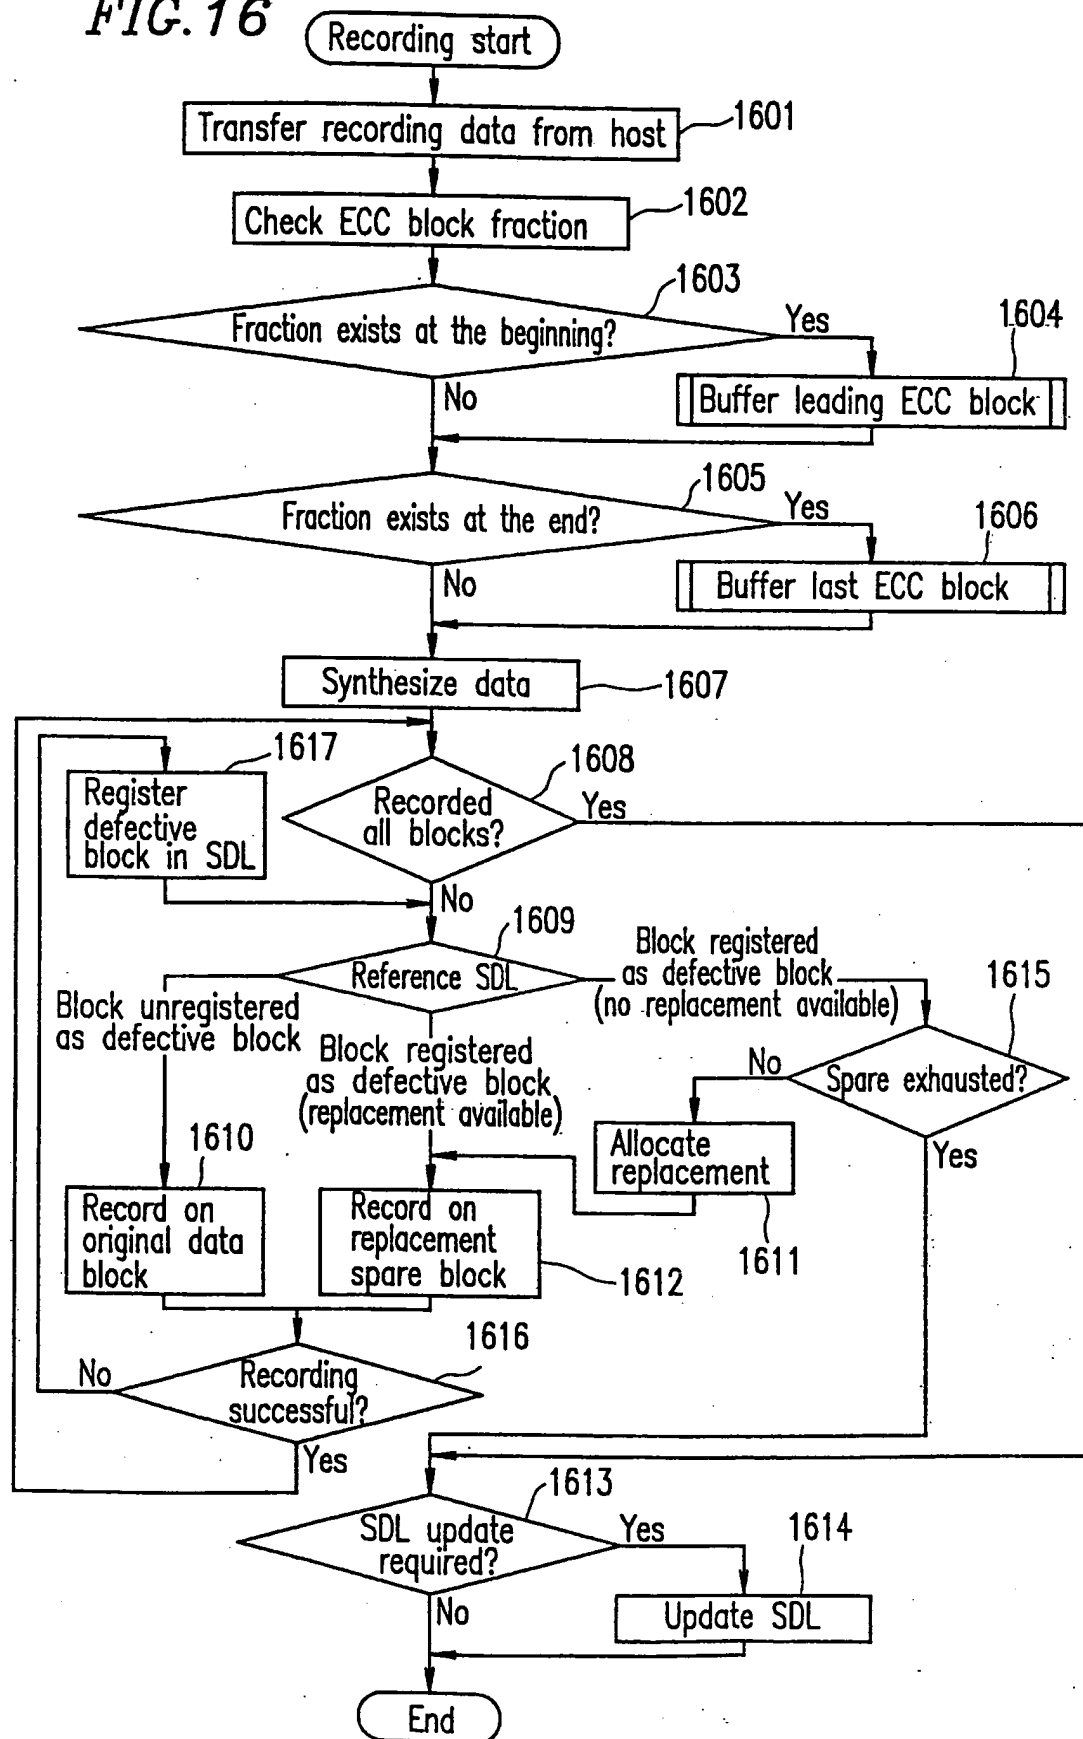 FIG. 16
Recording start
Transfer recording data from host
1601
Check ECC block fraction
1602
1603
Fraction exists at the beginning?
Yes
1604
No
Buffer leading ECC block
1605
Fraction exists at the end?
Yes
1606
No
Buffer last ECC block
Synthesize data
1607
1617
Register
defective
block in SDL
1608
Recorded
all blocks?
Yes
No
1609
Reference SDL
Block registered
as defective block
(no replacement available)
1615
Block unregistered
as defective block
Block registered
as defective block
(replacement available)
No
Spare exhausted?
Yes
1610
Allocate
replacement
1611
Record on
original data
block
Record on
replacement
spare block
1612
1616
No
Recording
successful?
Yes
1613
SDL update
required?
Yes
1614
No
Update SDL
End